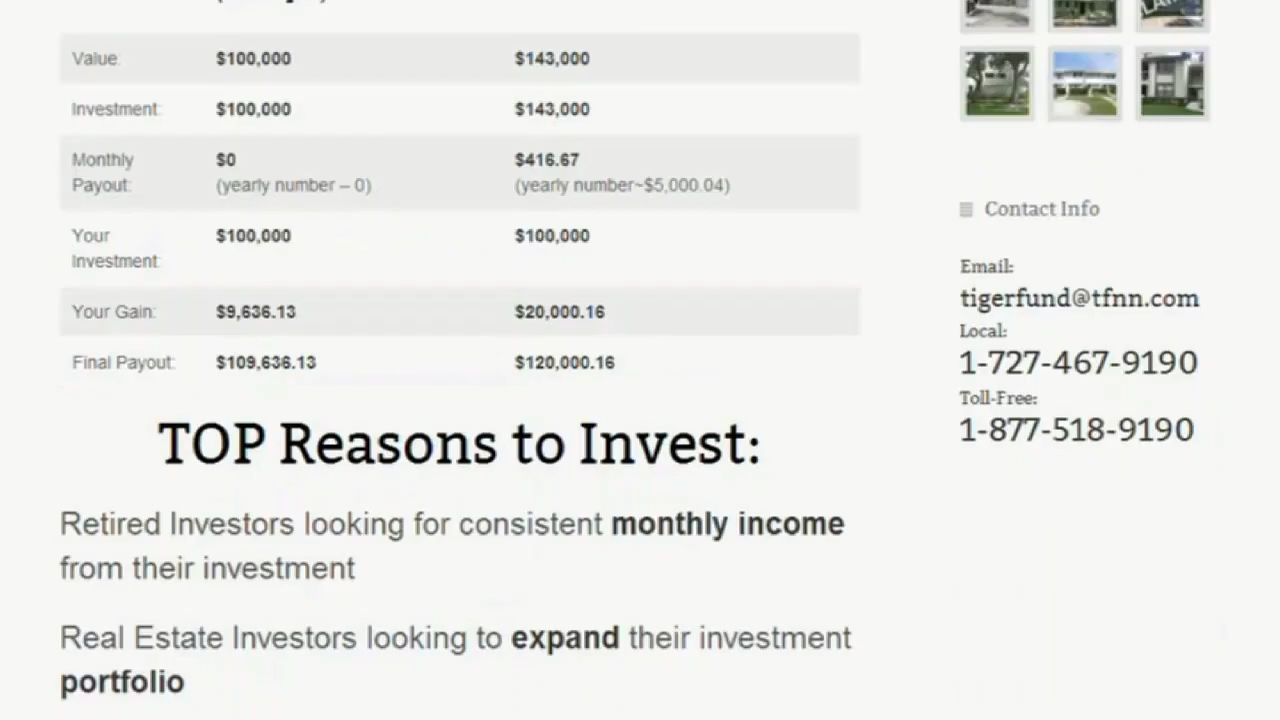 Value: $100,000 $143,000
Investment: $100,000 $143,000
Monthly $0 $416.67
Payout: (yearly number – 0) (yearly number~$5,000.04)
Your $100,000 $100,000
Investment:
Your Gain: $9,636.13 $20,000.16
Final Payout: $109,636.13 $120,000.16
TOP Reasons to Invest:
Retired Investors looking for consistent monthly income
from their investment
Real Estate Investors looking to expand their investment
portfolio
Contact Info
Email:
tigerfund@tfnn.com
Local:
1-727-467-9190
Toll-Free:
1-877-518-9190